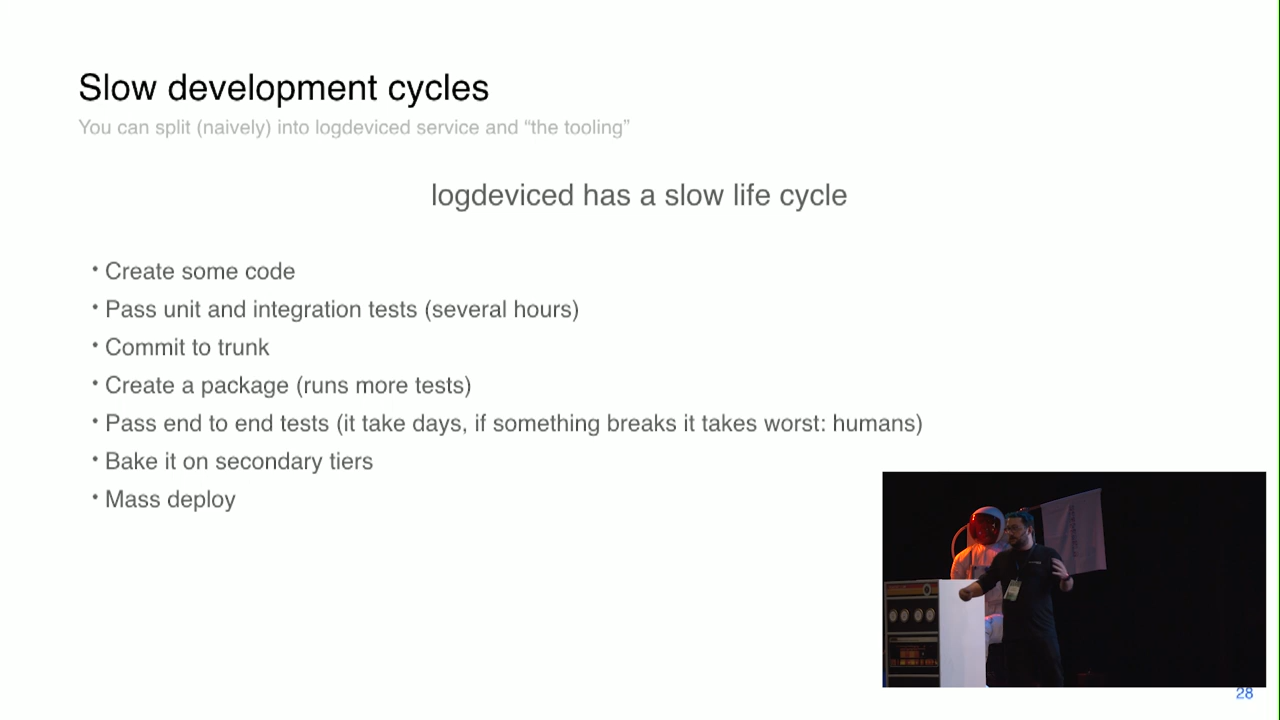 Slow development cycles
You can split (naively) into logdeviced service and “the tooling”
logdeviced has a slow life cycle
• Create some code
• Pass unit and integration tests (several hours)
• Commit to trunk
• Create a package (runs more tests)
• Pass end to end tests (it take days, if something breaks it takes worst: humans)
• Bake it on secondary tiers
• Mass deploy
28